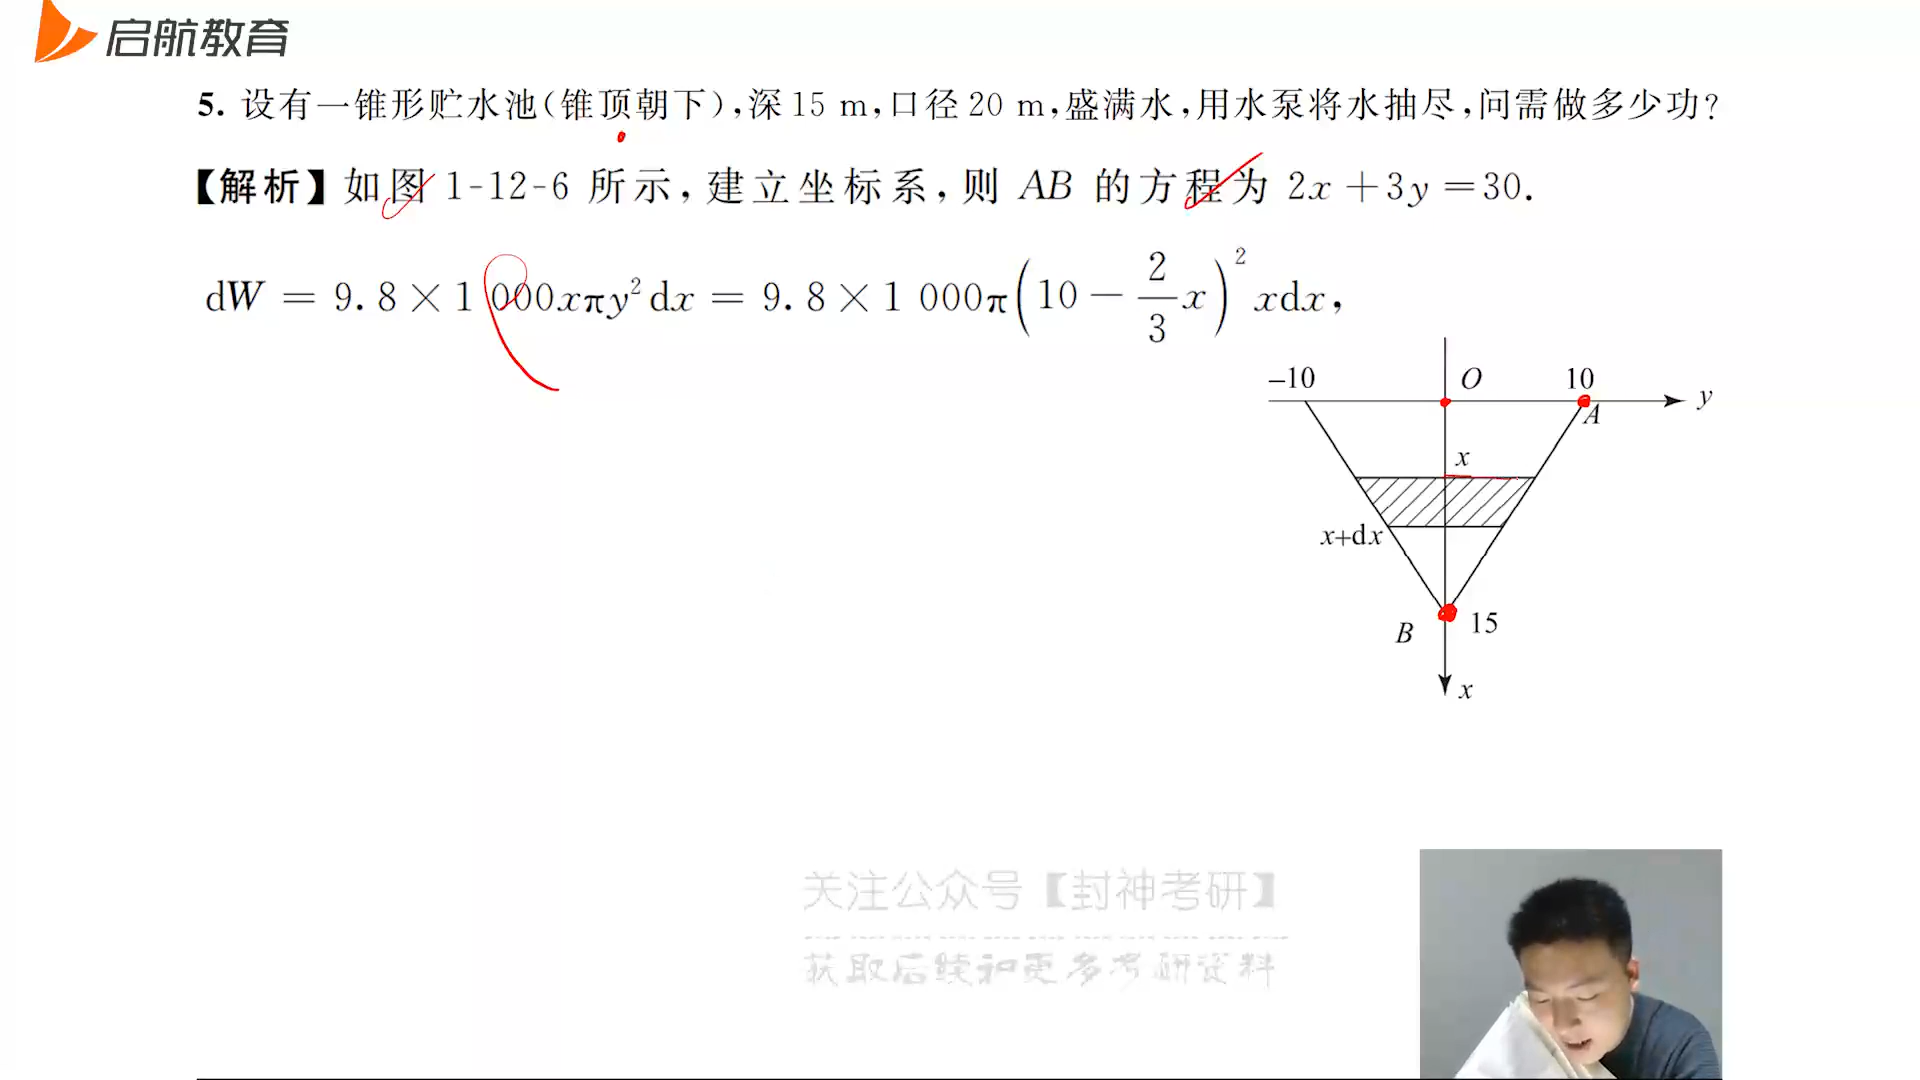 启航教育
5. 设有一锥形贮水池(锥顶朝下),深 15 m,口径 20 m,盛满水,用水泵将水抽尽,问需做多少功?
【解析】如图 1-12-6 所示,建立坐标系,则 AB 的方程为 2x+3y=30.
dW = 9.8×1 000xπy²dx = 9.8×1 000π(10−2/3x)²xdx,
−10 O 10 y
A
x
x+dx
B 15
x
关注公众号【封神考研】
获取后续和更多考研资料